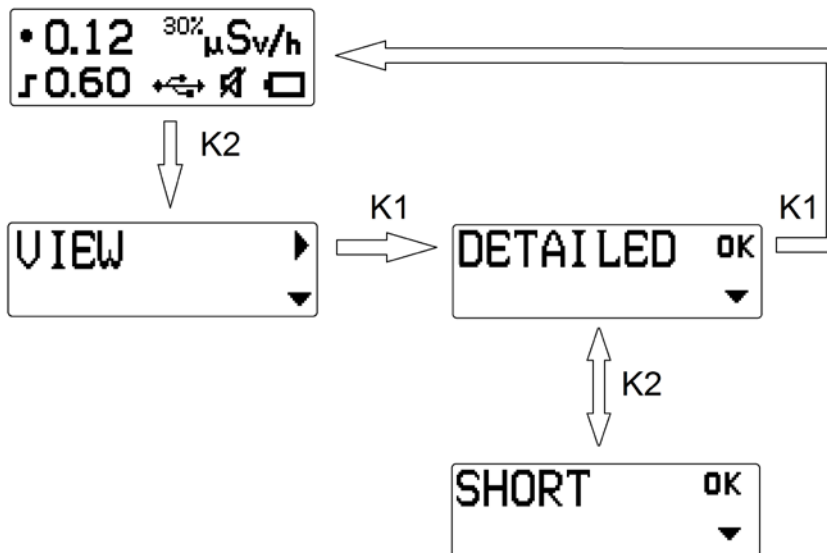 0.12 30% µSv/h
0.60
K2
K1
K1
VIEW
DETAILED OK
K2
SHORT OK